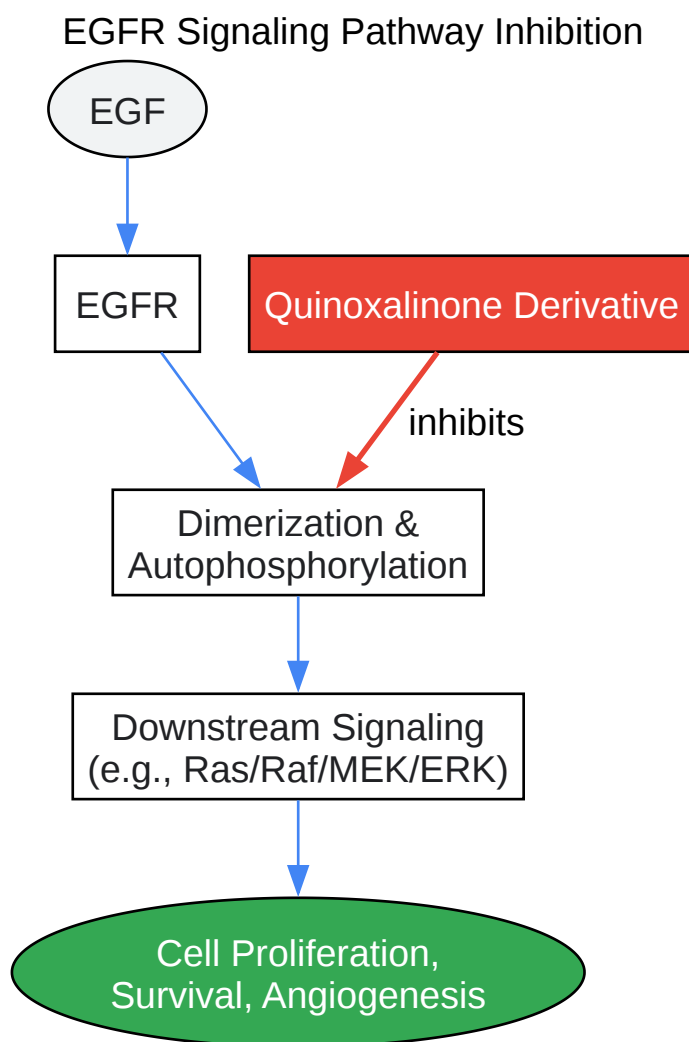 EGFR Signaling Pathway Inhibition
EGF
EGFR
Quinoxalinone Derivative
inhibits
Dimerization &
Autophosphorylation
Downstream Signaling
(e.g., Ras/Raf/MEK/ERK)
Cell Proliferation,
Survival, Angiogenesis